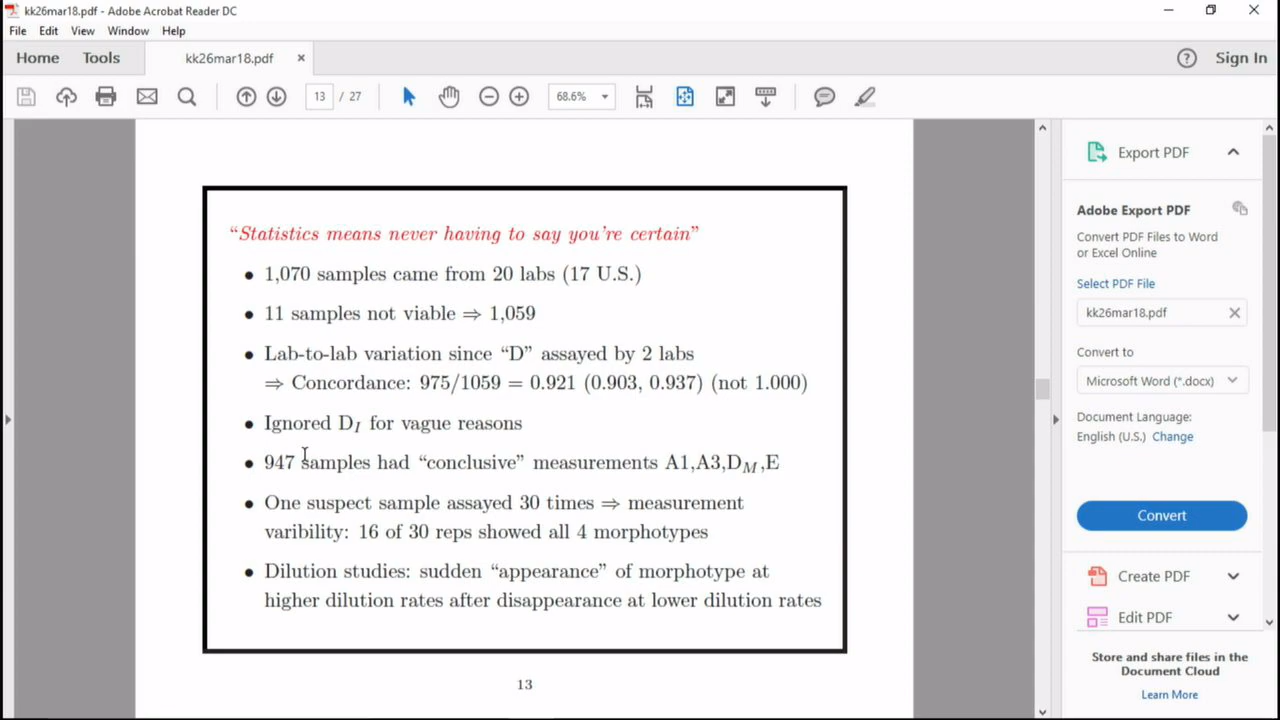 kk26mar18.pdf - Adobe Acrobat Reader DC
File Edit View Window Help
Home Tools kk26mar18.pdf × Sign In
13 / 27 68.6%
“Statistics means never having to say you’re certain”
• 1,070 samples came from 20 labs (17 U.S.)
• 11 samples not viable ⇒ 1,059
• Lab-to-lab variation since “D” assayed by 2 labs
⇒ Concordance: 975/1059 = 0.921 (0.903, 0.937) (not 1.000)
• Ignored D_I for vague reasons
• 947 samples had “conclusive” measurements A1,A3,D_M,E
• One suspect sample assayed 30 times ⇒ measurement
varibility: 16 of 30 reps showed all 4 morphotypes
• Dilution studies: sudden “appearance” of morphotype at
higher dilution rates after disappearance at lower dilution rates
13
Export PDF
Adobe Export PDF
Convert PDF Files to Word
or Excel Online
Select PDF File
kk26mar18.pdf
Convert to
Microsoft Word (*.docx)
Document Language:
English (U.S.) Change
Convert
Create PDF
Edit PDF
Store and share files in the
Document Cloud
Learn More